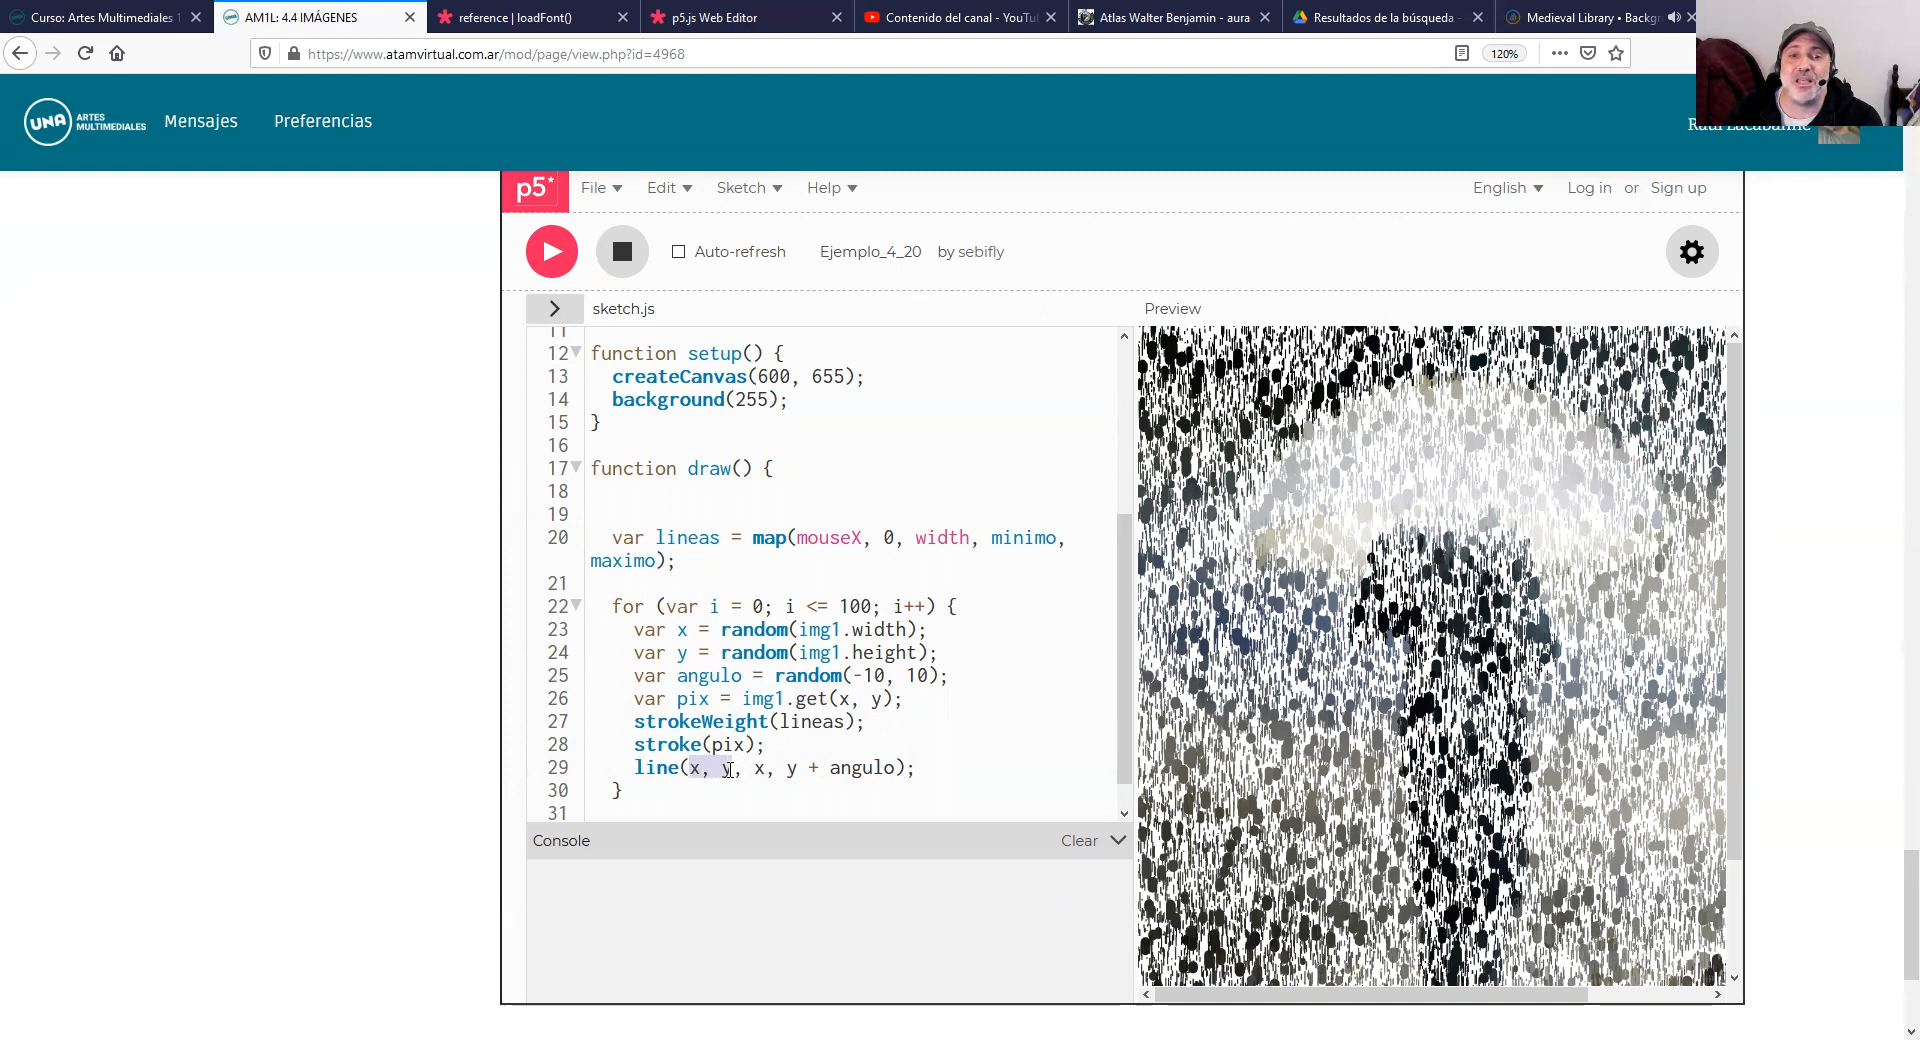 Curso: Artes Multimediales 1
AM1L: 4.4 IMÁGENES
reference | loadFont()
p5.js Web Editor
Contenido del canal - YouTu
Atlas Walter Benjamin - aura
Resultados de la búsqueda -
Medieval Library • Backgr
https://www.atamvirtual.com.ar/mod/page/view.php?id=4968
120%
UNA ARTES
MULTIMEDIALES
Mensajes
Preferencias
Raúl Lacabanne
p5*
File
Edit
Sketch
Help
English
Log in or Sign up
Auto-refresh
Ejemplo_4_20
by sebifly
sketch.js
Preview
11
12 function setup() {
13 createCanvas(600, 655);
14 background(255);
15 }
16
17 function draw() {
18
19
20 var lineas = map(mouseX, 0, width, minimo,
maximo);
21
22 for (var i = 0; i <= 100; i++) {
23 var x = random(img1.width);
24 var y = random(img1.height);
25 var angulo = random(-10, 10);
26 var pix = img1.get(x, y);
27 strokeWeight(lineas);
28 stroke(pix);
29 line(x, y, x, y + angulo);
30 }
31
Console
Clear